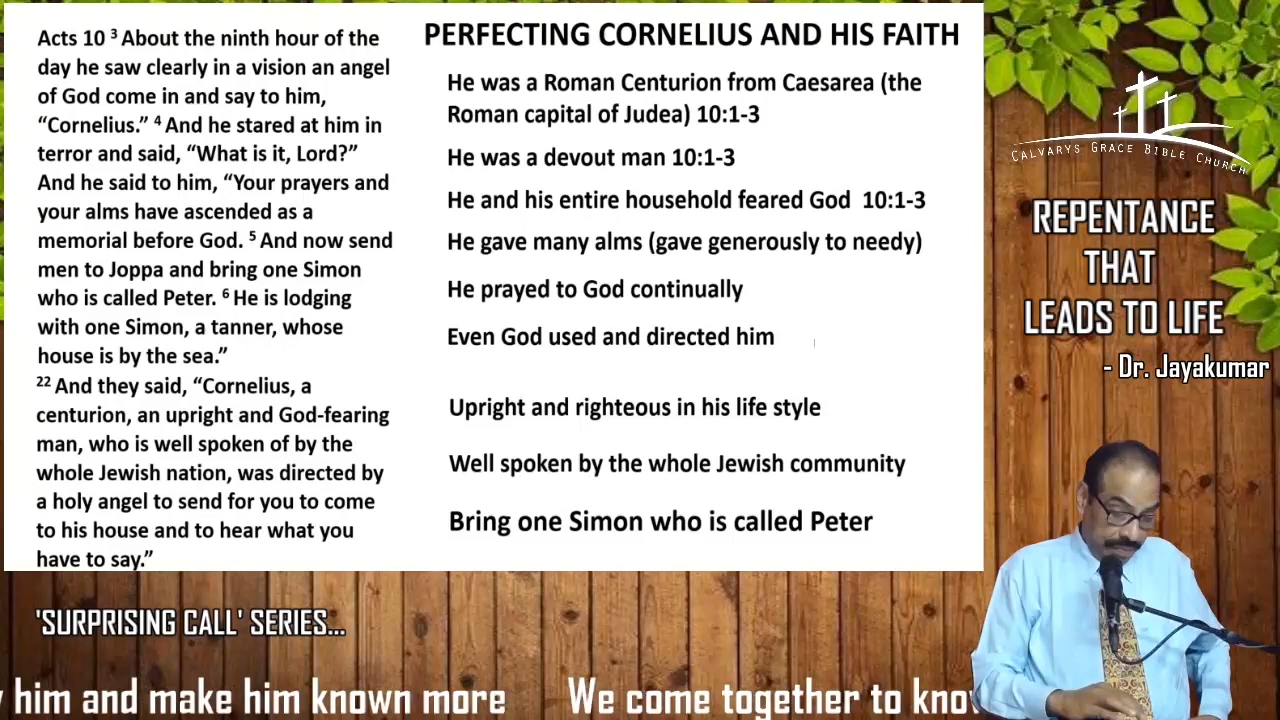 Acts 10 3 About the ninth hour of the
day he saw clearly in a vision an angel
of God come in and say to him,
“Cornelius.” 4 And he stared at him in
terror and said, “What is it, Lord?”
And he said to him, “Your prayers and
your alms have ascended as a
memorial before God. 5 And now send
men to Joppa and bring one Simon
who is called Peter. 6 He is lodging
with one Simon, a tanner, whose
house is by the sea.”
22 And they said, “Cornelius, a
centurion, an upright and God-fearing
man, who is well spoken of by the
whole Jewish nation, was directed by
a holy angel to send for you to come
to his house and to hear what you
have to say.”
PERFECTING CORNELIUS AND HIS FAITH
He was a Roman Centurion from Caesarea (the
Roman capital of Judea) 10:1-3
He was a devout man 10:1-3
He and his entire household feared God 10:1-3
He gave many alms (gave generously to needy)
He prayed to God continually
Even God used and directed him
Upright and righteous in his life style
Well spoken by the whole Jewish community
Bring one Simon who is called Peter
CALVARYS GRACE BIBLE CHURCH
REPENTANCE
THAT
LEADS TO LIFE
- Dr. Jayakumar
'SURPRISING CALL' SERIES...
him and make him known more We come together to kno